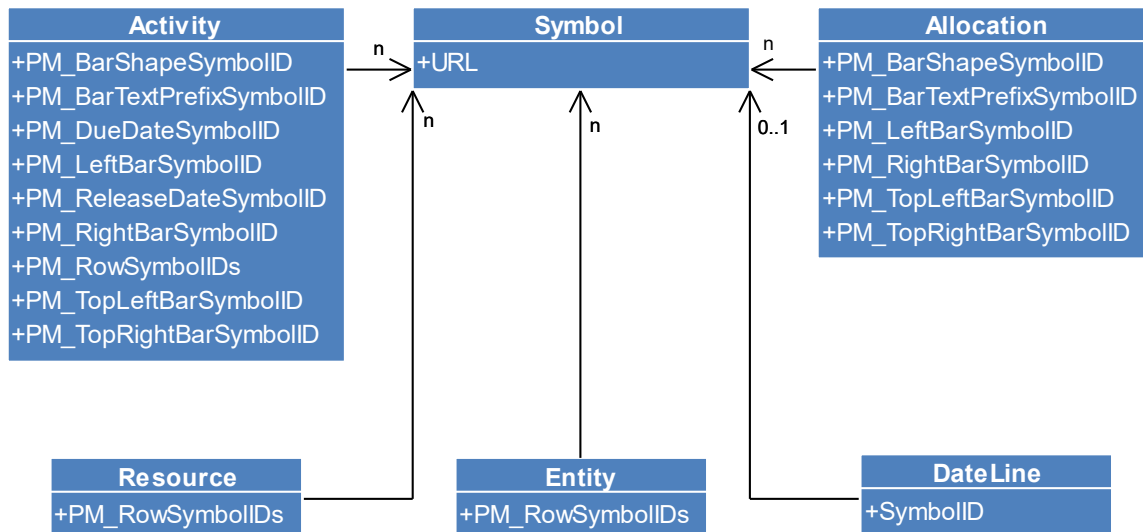 Activity
+PM_BarShapeSymbolID
+PM_BarTextPrefixSymbolID
+PM_DueDateSymbolID
+PM_LeftBarSymbolID
+PM_ReleaseDateSymbolID
+PM_RightBarSymbolID
+PM_RowSymbolIDs
+PM_TopLeftBarSymbolID
+PM_TopRightBarSymbolID
n
Symbol
+URL
n
n
n
0..1
Allocation
+PM_BarShapeSymbolID
+PM_BarTextPrefixSymbolID
+PM_LeftBarSymbolID
+PM_RightBarSymbolID
+PM_TopLeftBarSymbolID
+PM_TopRightBarSymbolID
Resource
+PM_RowSymbolIDs
Entity
+PM_RowSymbolIDs
DateLine
+SymbolID